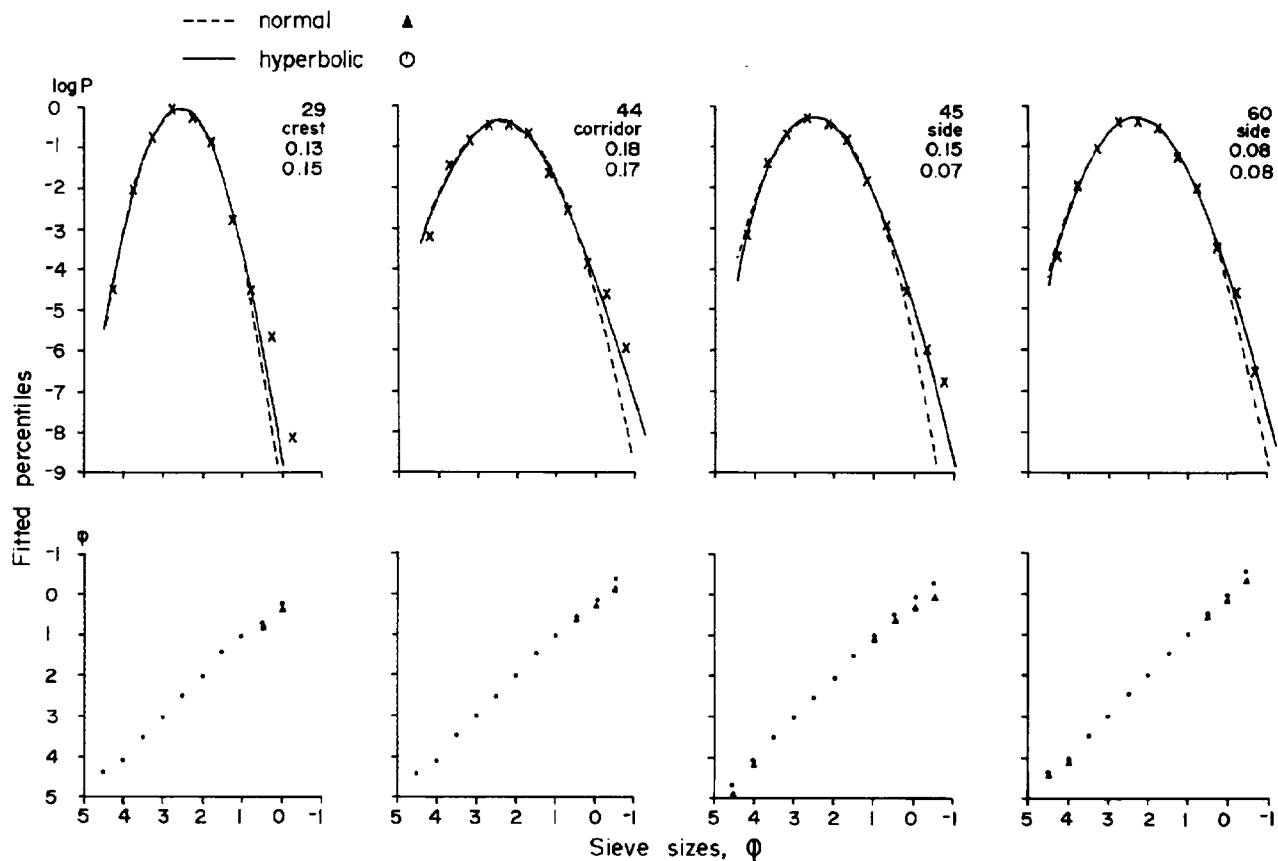 normal
hyperbolic
log P
0
-1
-2
-3
-4
-5
-6
-7
-8
-9
29
crest
0.13
0.15
44
corridor
0.18
0.17
45
side
0.15
0.07
60
side
0.08
0.08
Fitted percentiles
φ
-1
0
1
2
3
4
5
5 4 3 2 1 0 -1
5 4 3 2 1 0 -1
5 4 3 2 1 0 -1
5 4 3 2 1 0 -1
Sieve sizes, φ